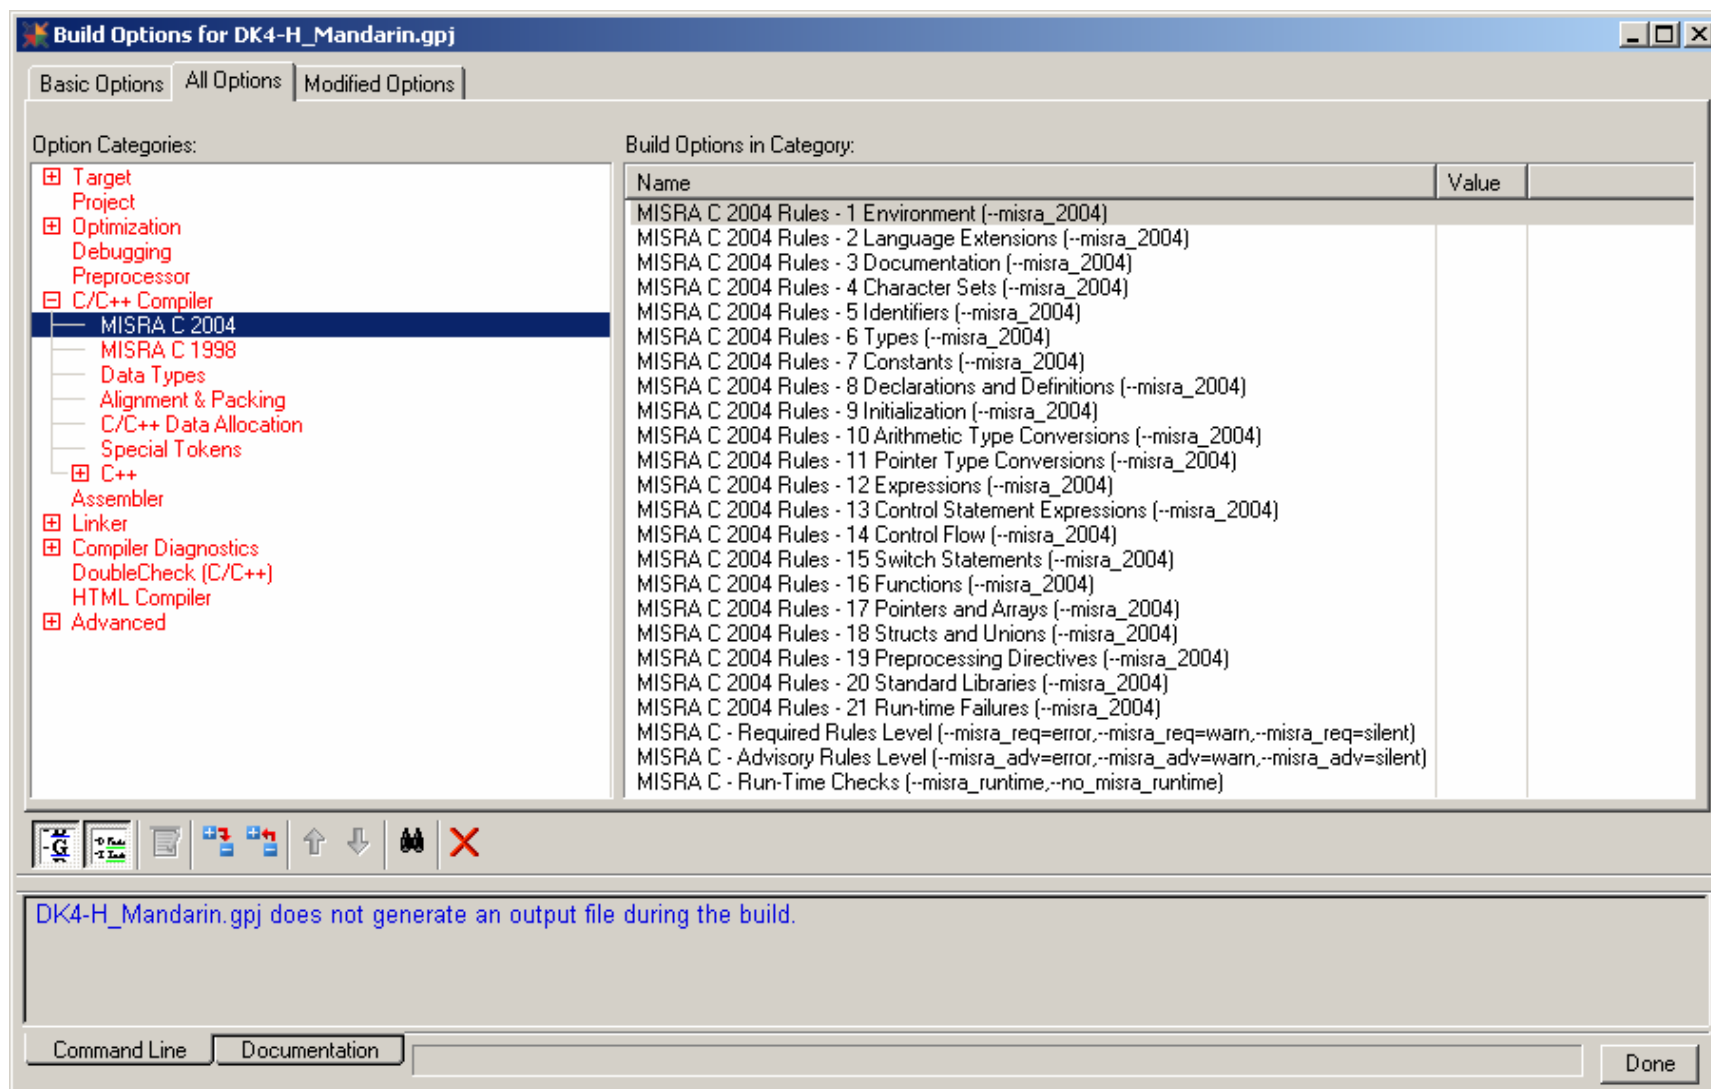 Build Options for DK4-H_Mandarin.gpj
Basic Options
All Options
Modified Options
Option Categories:
Target
Project
Optimization
Debugging
Preprocessor
C/C++ Compiler
MISRA C 2004
MISRA C 1998
Data Types
Alignment & Packing
C/C++ Data Allocation
Special Tokens
C++
Assembler
Linker
Compiler Diagnostics
DoubleCheck (C/C++)
HTML Compiler
Advanced
Build Options in Category:
Name Value
MISRA C 2004 Rules - 1 Environment (--misra_2004)
MISRA C 2004 Rules - 2 Language Extensions (--misra_2004)
MISRA C 2004 Rules - 3 Documentation (--misra_2004)
MISRA C 2004 Rules - 4 Character Sets (--misra_2004)
MISRA C 2004 Rules - 5 Identifiers (--misra_2004)
MISRA C 2004 Rules - 6 Types (--misra_2004)
MISRA C 2004 Rules - 7 Constants (--misra_2004)
MISRA C 2004 Rules - 8 Declarations and Definitions (--misra_2004)
MISRA C 2004 Rules - 9 Initialization (--misra_2004)
MISRA C 2004 Rules - 10 Arithmetic Type Conversions (--misra_2004)
MISRA C 2004 Rules - 11 Pointer Type Conversions (--misra_2004)
MISRA C 2004 Rules - 12 Expressions (--misra_2004)
MISRA C 2004 Rules - 13 Control Statement Expressions (--misra_2004)
MISRA C 2004 Rules - 14 Control Flow (--misra_2004)
MISRA C 2004 Rules - 15 Switch Statements (--misra_2004)
MISRA C 2004 Rules - 16 Functions (--misra_2004)
MISRA C 2004 Rules - 17 Pointers and Arrays (--misra_2004)
MISRA C 2004 Rules - 18 Structs and Unions (--misra_2004)
MISRA C 2004 Rules - 19 Preprocessing Directives (--misra_2004)
MISRA C 2004 Rules - 20 Standard Libraries (--misra_2004)
MISRA C 2004 Rules - 21 Run-time Failures (--misra_2004)
MISRA C - Required Rules Level (--misra_req=error,--misra_req=warn,--misra_req=silent)
MISRA C - Advisory Rules Level (--misra_adv=error,--misra_adv=warn,--misra_adv=silent)
MISRA C - Run-Time Checks (--misra_runtime,--no_misra_runtime)
-G
DK4-H_Mandarin.gpj does not generate an output file during the build.
Command Line
Documentation
Done